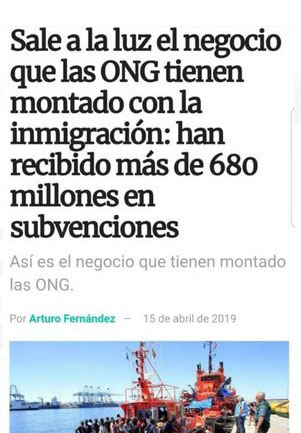 Sale a la luz el negocio
que las ONG tienen
montado con la
inmigración: han
recibido más de 680
millones en
subvenciones
Así es el negocio que tienen montado
las ONG.
Por Arturo Fernández — 15 de abril de 2019